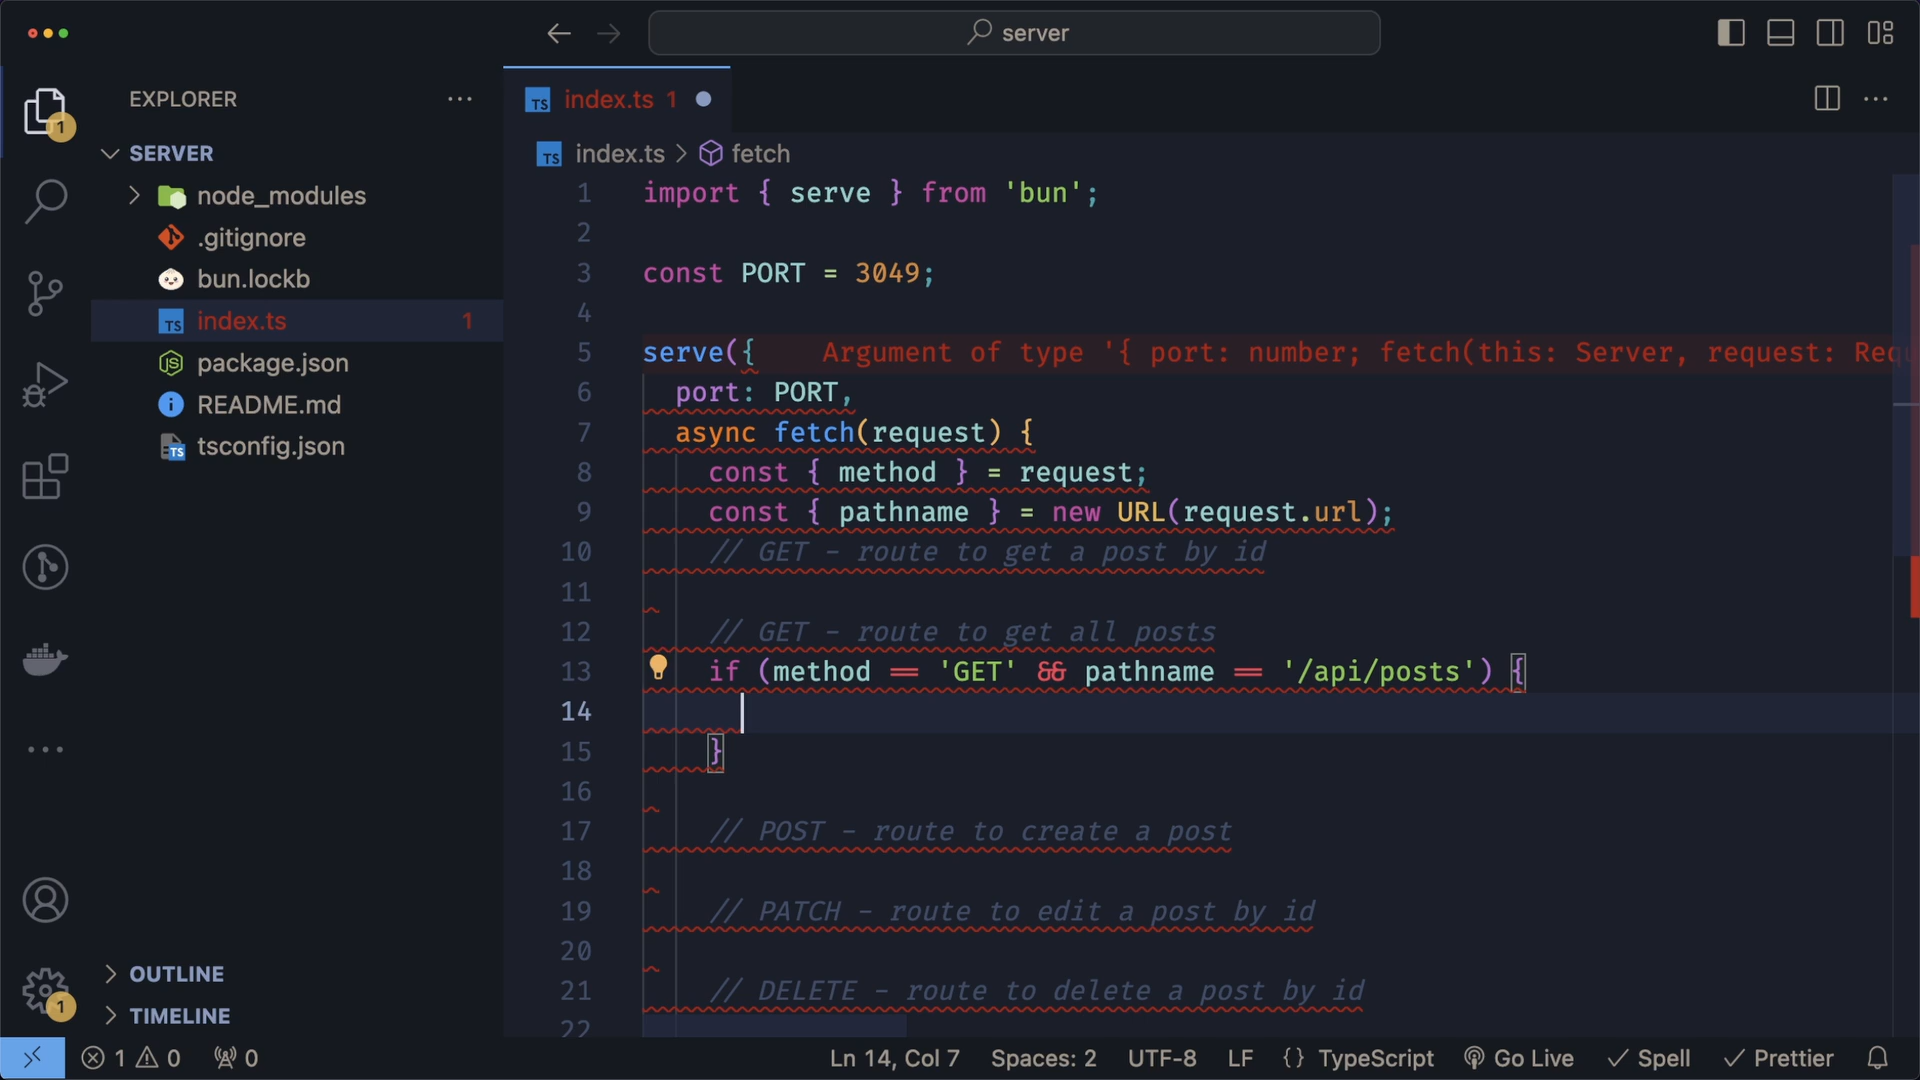 server
EXPLORER
SERVER
node_modules
.gitignore
bun.lockb
index.ts 1
package.json
README.md
tsconfig.json
OUTLINE
TIMELINE
1
1
index.ts 1
index.ts > fetch
1 import { serve } from 'bun';
2
3 const PORT = 3049;
4
5 serve({ Argument of type '{ port: number; fetch(this: Server, request: Requ
6 port: PORT,
7 async fetch(request) {
8 const { method } = request;
9 const { pathname } = new URL(request.url);
10 // GET - route to get a post by id
11
12 // GET - route to get all posts
13 if (method == 'GET' && pathname == '/api/posts') {
14
15 }
16
17 // POST - route to create a post
18
19 // PATCH - route to edit a post by id
20
21 // DELETE - route to delete a post by id
22
1 0 0 Ln 14, Col 7 Spaces: 2 UTF-8 LF {} TypeScript Go Live Spell Prettier